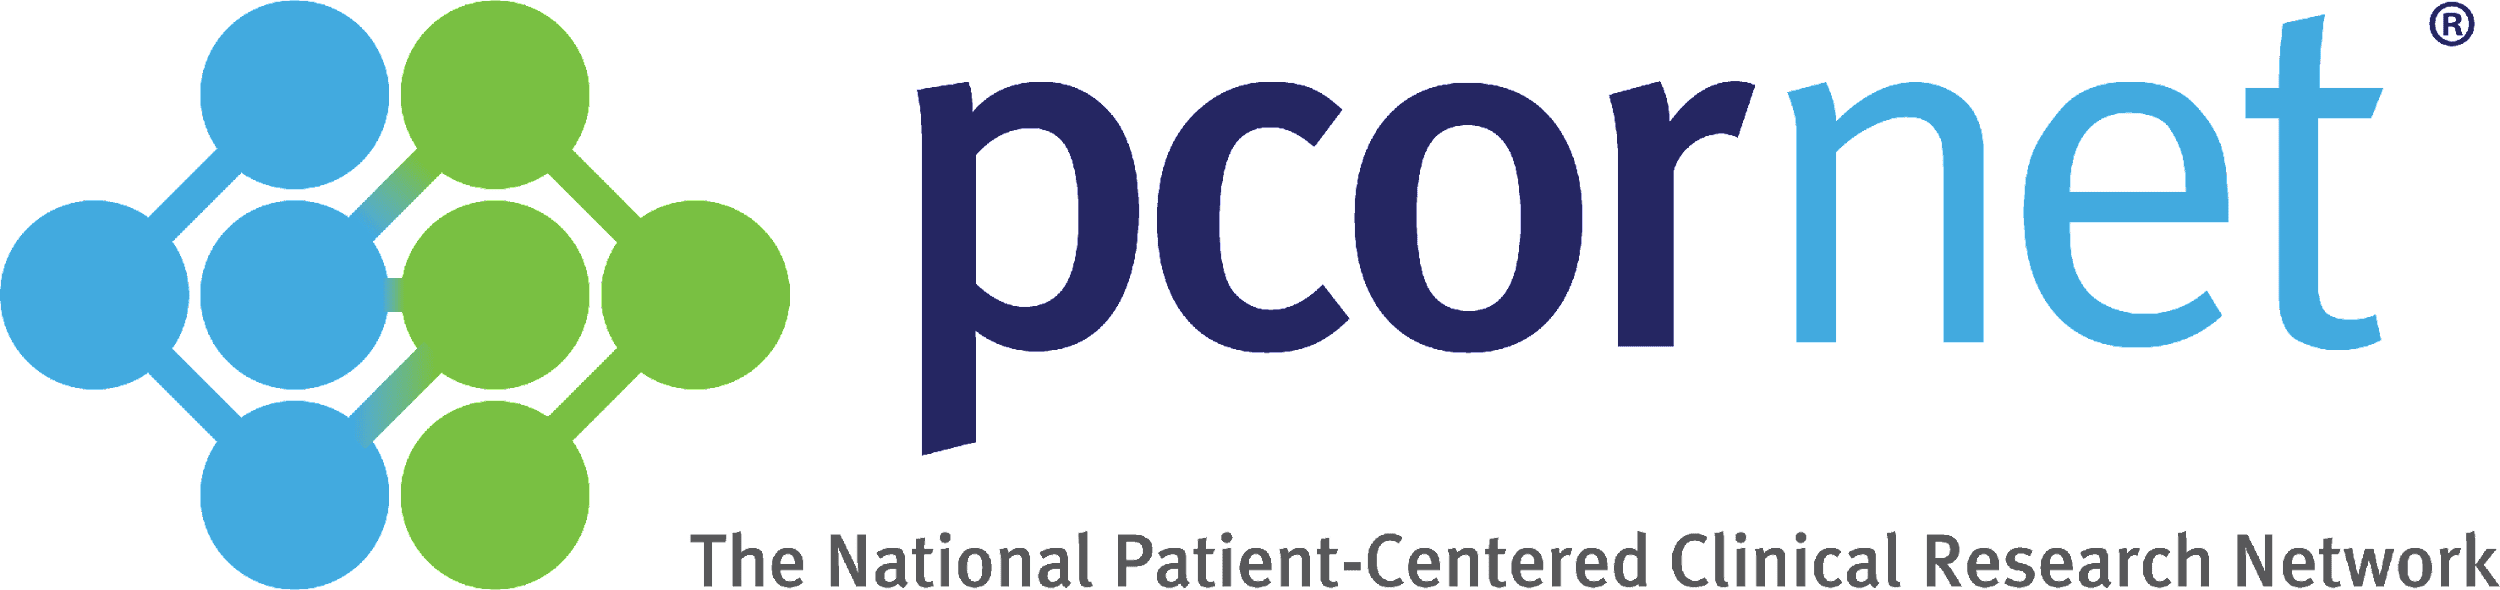 pcornet®
The National Patient-Centered Clinical Research Network